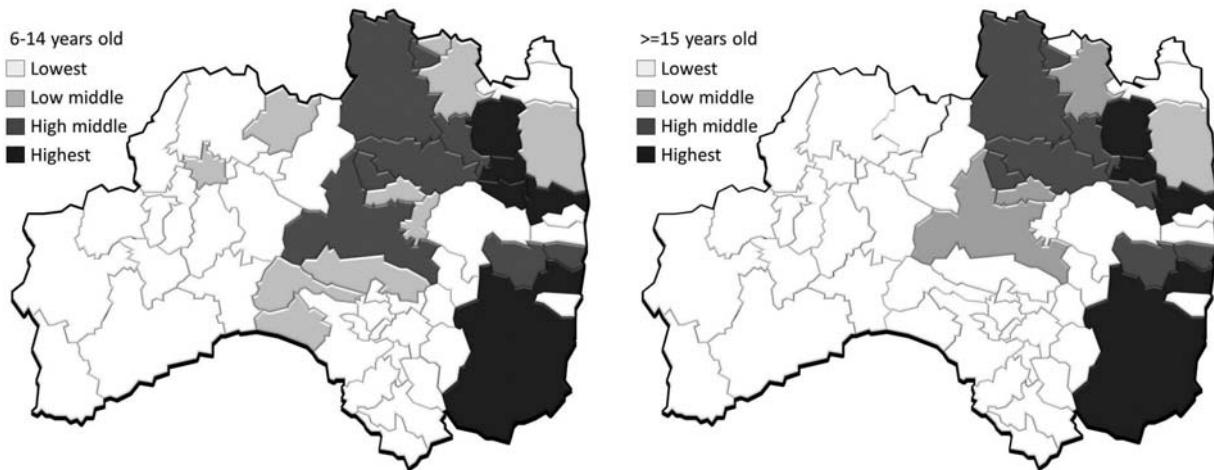 6-14 years old
Lowest
Low middle
High middle
Highest
>=15 years old
Lowest
Low middle
High middle
Highest